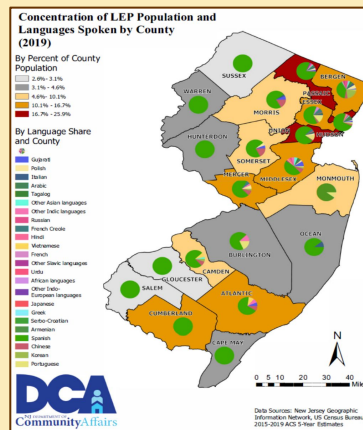 Concentration of LEP Population and
Languages Spoken by County
(2019)
By Percent of County
Population
2.6%- 3.1%
3.1% - 4.6%
4.6%- 10.1%
10.1% - 16.7%
16.7% - 25.9%
By Language Share
and County
Gujarati
Polish
Italian
Arabic
Tagalog
Other Asian languages
Other Indic languages
Russian
French Creole
Hindi
Vietnamese
French
Other Slavic languages
Urdu
African languages
Other Indo-
European languages
Japanese
Greek
Serbo-Croatian
Armenian
Spanish
Chinese
Korean
Portuguese
SUSSEX
BERGEN
WARREN
PASSAIC
ESSEX
MORRIS
HUDSON
UNION
HUNTERDON
SOMERSET
MIDDLESEX
MERCER
MONMOUTH
OCEAN
BURLINGTON
CAMDEN
GLOUCESTER
SALEM
ATLANTIC
CUMBERLAND
CAPE MAY
0 5 10 20 30 40
Mile
DCA
NJ DEPARTMENT OF
Community Affairs
Data Sources: New Jersey Geographic
Information Network, US Census Bureau
2015-2019 ACS 5-Year Estimates